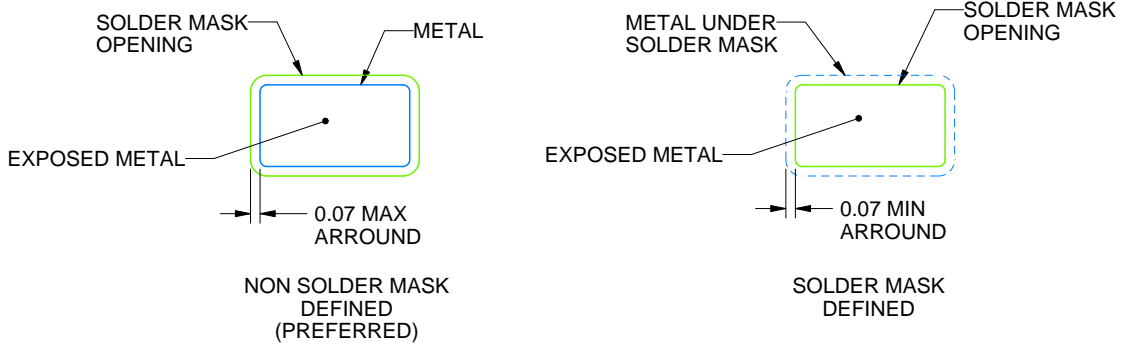 SOLDER MASK
OPENING
METAL
EXPOSED METAL
0.07 MAX
ARROUND
NON SOLDER MASK
DEFINED
(PREFERRED)
METAL UNDER
SOLDER MASK
SOLDER MASK
OPENING
EXPOSED METAL
0.07 MIN
ARROUND
SOLDER MASK
DEFINED